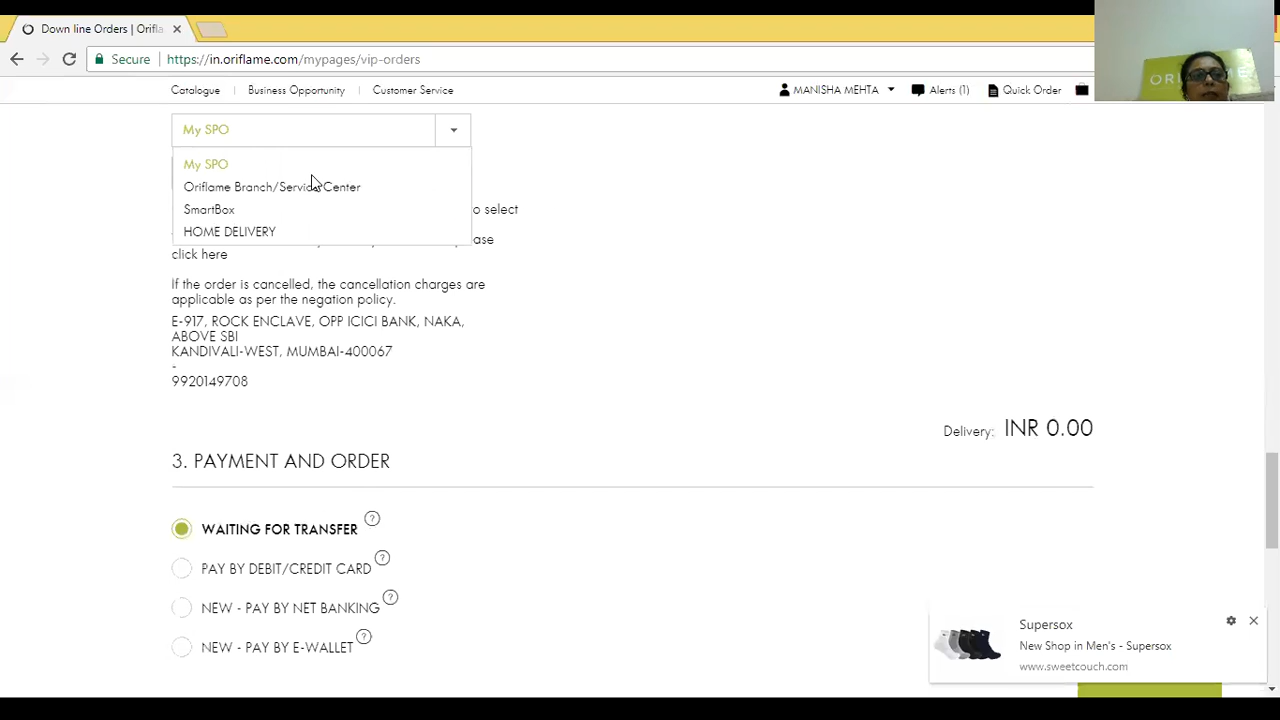 Down line Orders | Orifla
Secure https://in.oriflame.com/mypages/vip-orders
Catalogue Business Opportunity Customer Service MANISHA MEHTA Alerts (1) Quick Order
My SPO
My SPO
Oriflame Branch/Service Center
SmartBox
o select
HOME DELIVERY
ase
click here
If the order is cancelled, the cancellation charges are
applicable as per the negation policy.
E-917, ROCK ENCLAVE, OPP ICICI BANK, NAKA,
ABOVE SBI
KANDIVALI-WEST, MUMBAI-400067
-
9920149708
Delivery: INR 0.00
3. PAYMENT AND ORDER
WAITING FOR TRANSFER ?
PAY BY DEBIT/CREDIT CARD ?
NEW - PAY BY NET BANKING ?
NEW - PAY BY E-WALLET ?
Supersox
New Shop in Men's - Supersox
www.sweetcouch.com